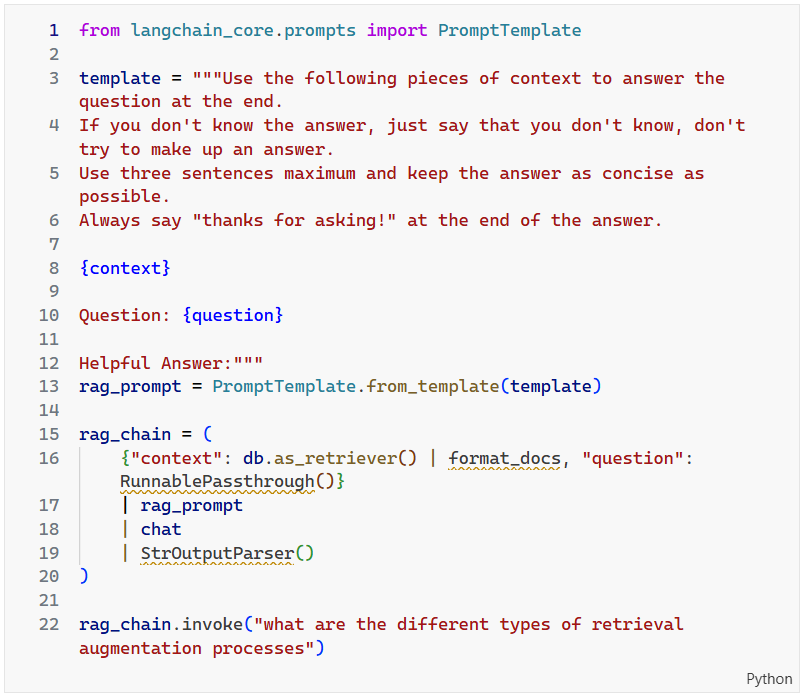 1 from langchain_core.prompts import PromptTemplate
2
3 template = """Use the following pieces of context to answer the
question at the end.
4 If you don't know the answer, just say that you don't know, don't
try to make up an answer.
5 Use three sentences maximum and keep the answer as concise as
possible.
6 Always say "thanks for asking!" at the end of the answer.
7
8 {context}
9
10 Question: {question}
11
12 Helpful Answer:"""
13 rag_prompt = PromptTemplate.from_template(template)
14
15 rag_chain = (
16     {"context": db.as_retriever() | format_docs, "question":
    RunnablePassthrough()}
17     | rag_prompt
18     | chat
19     | StrOutputParser()
20 )
21
22 rag_chain.invoke("what are the different types of retrieval
augmentation processes")
Python